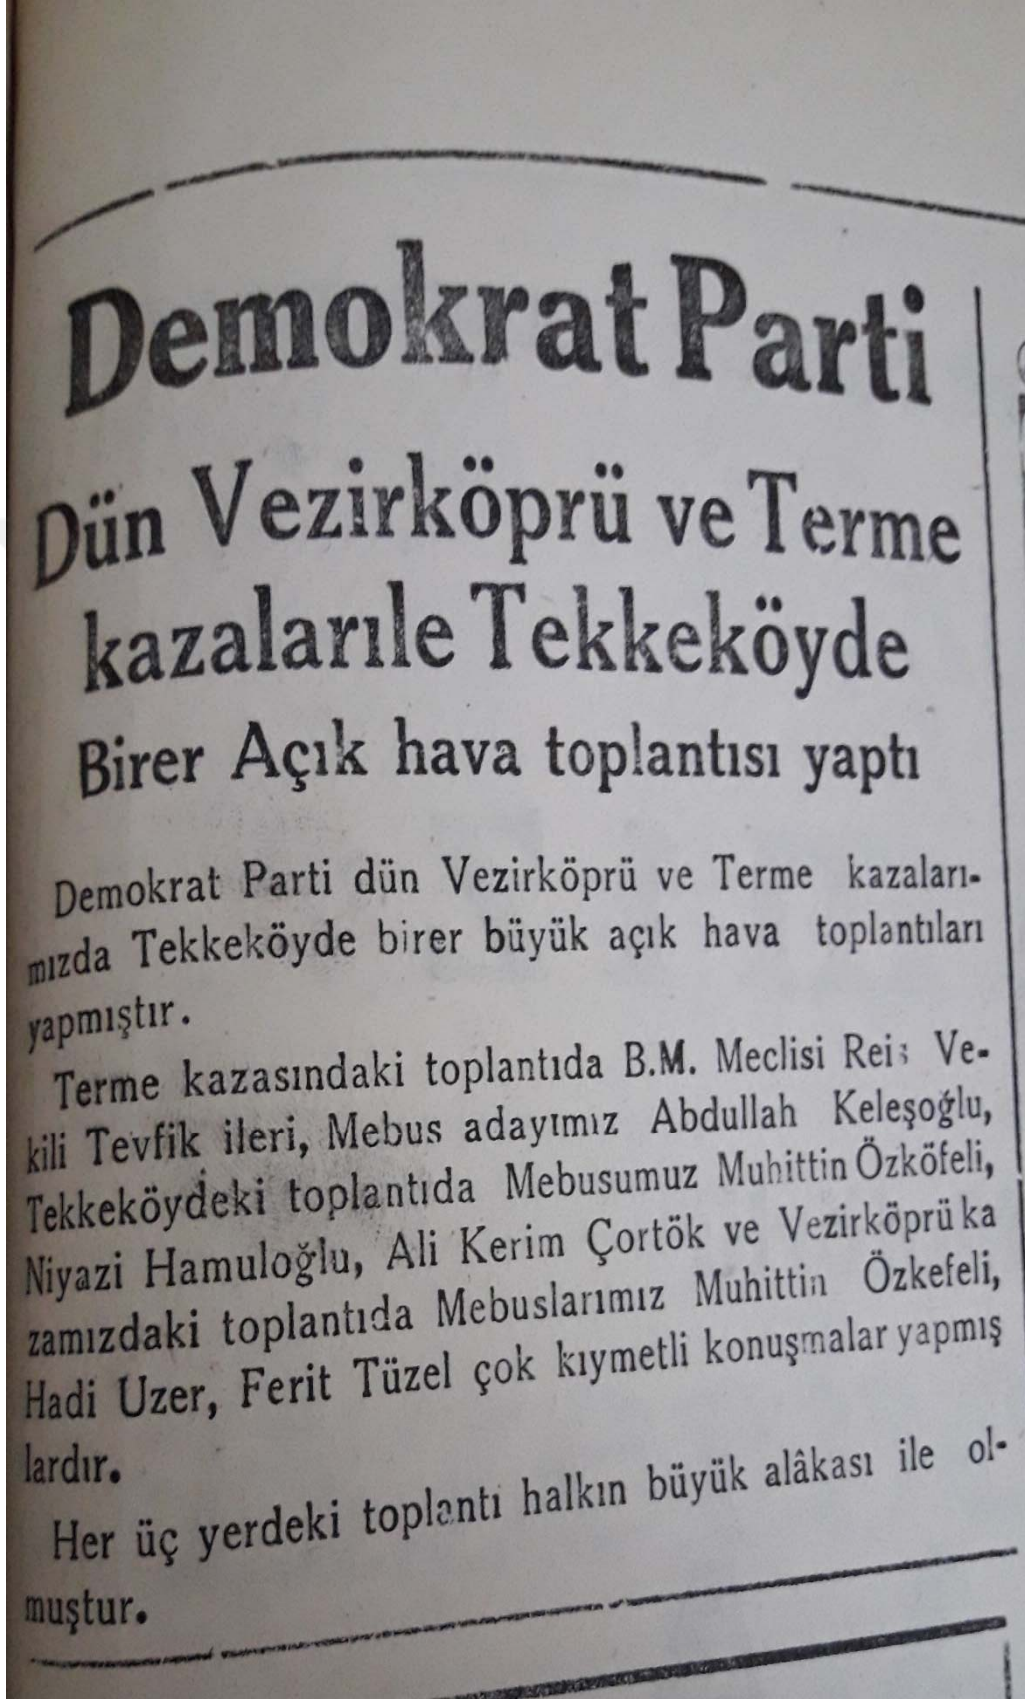 Demokrat Parti
Dün Vezirköprü ve Terme
kazalarıle Tekkeköyde
Birer Açık hava toplantısı yaptı
Demokrat Parti dün Vezirköprü ve Terme kazaları-
mızda Tekkeköyde birer büyük açık hava toplantıları
yapmıştır.
Terme kazasındaki toplantıda B.M. Meclisi Reis Ve-
kili Tevfik ileri, Mebus adayımız Abdullah Keleşoğlu,
Tekkeköydeki toplantıda Mebusumuz Muhittin Özköfeli,
Niyazi Hamuloğlu, Ali Kerim Çortök ve Vezirköprü ka
zamızdaki toplantıda Mebuslarımız Muhittin Özkefeli,
Hadi Uzer, Ferit Tüzel çok kıymetli konuşmalar yapmış
lardır.
Her üç yerdeki toplantı halkın büyük alâkası ile ol-
muştur.